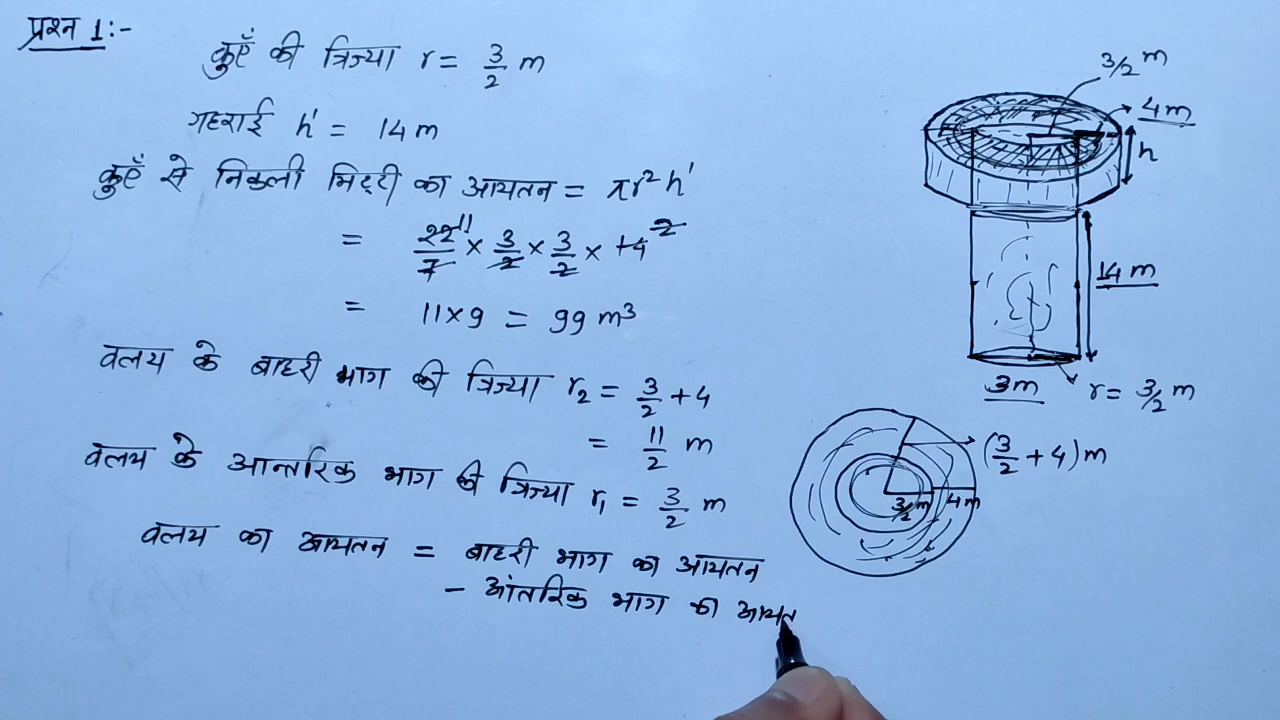 प्रश्न 1:-
कुएँ की त्रिज्या r = 3/2 m
गहराई h' = 14 m
कुएँ से निकली मिट्टी का आयतन = πr²h'
= 22/7 × 3/2 × 3/2 × 14
11 2
= 11×9 = 99 m³
वलय के बाहरी भाग की त्रिज्या r₂ = 3/2 + 4
= 11/2 m
वलय के आन्तरिक भाग की त्रिज्या r₁ = 3/2 m
वलय का आयतन = बाहरी भाग का आयतन
- आंतरिक भाग का आयत
3/2 m
4m
h
14 m
3m
r = 3/2 m
(3/2 + 4) m
3/2 m 4m